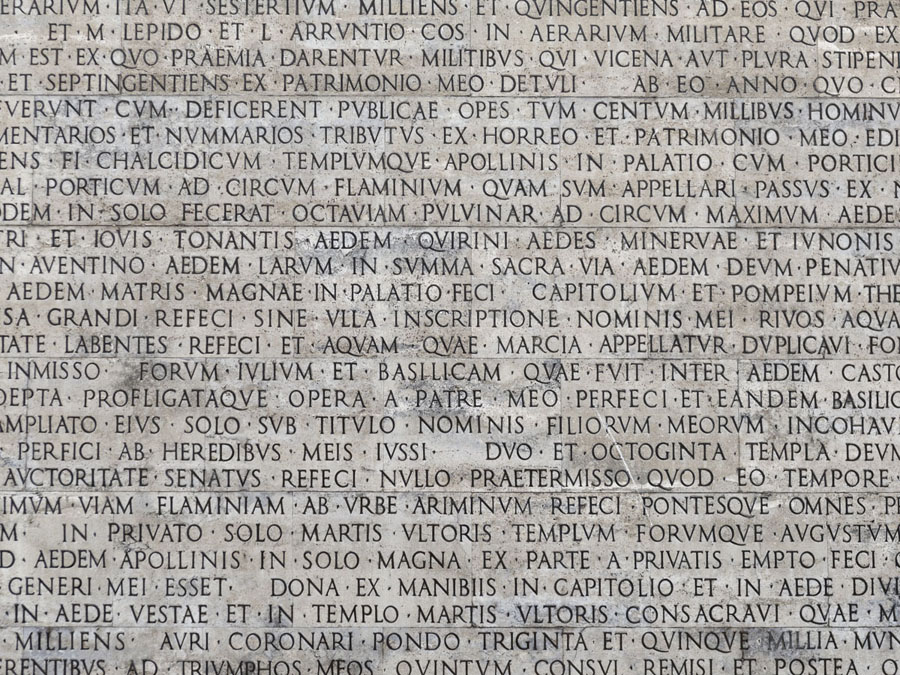 ERARIVM · ITA · VT · SESTERTIVM · MILLIENS · ET · QVINGENTIENS · AD · EOS · QVI · PRA
ET · M · LEPIDO · ET · L · ARRVNTIO · COS · IN · AERARIVM · MILITARE · QVOD · EX
M · EST · EX · QVO · PRAEMIA · DARENTVR · MILITIBVS · QVI · VICENA · AVT · PLVRA · STIPEN
ET · SEPTINGENTIENS · EX · PATRIMONIO · MEO · DETVLI AB · EO · ANNO · QVO · C
FVERVNT · CVM · DEFICERENT · PVBLICAE · OPES · TVM · CENTVM · MILLIBVS · HOMINV
MENTARIOS · ET · NVMMARIOS · TRIBVTVS · EX · HORREO · ET · PATRIMONIO · MEO · EDI
ENS · FI · CHALCIDICVM · TEMPLVMQVE · APOLLINIS · IN · PALATIO · CVM · PORTICI
AL · PORTICVM · AD · CIRCVM · FLAMINIVM · QVAM · SVM · APPELLARI · PASSVS · EX · N
ODEM · IN · SOLO · FECERAT · OCTAVIAM · PVLVINAR · AD · CIRCVM · MAXIMVM · AEDE
TRI · ET · IOVIS · TONANTIS · AEDEM · QVIRINI · AEDES · MINERVAE · ET · IVNONIS
N · AVENTINO · AEDEM · LARVM · IN · SVMMA · SACRA · VIA · AEDEM · DEVM · PENATIV
AEDEM · MATRIS · MAGNAE · IN · PALATIO · FECI CAPITOLIVM · ET · POMPEIVM · THE
SA · GRANDI · REFECI · SINE · VLLA · INSCRIPTIONE · NOMINIS · MEI · RIVOS · AQVA
TATE · LABENTES · REFECI · ET · AQVAM · QVAE · MARCIA · APPELLATVR · DVPLICAVI · FO
INMISSO · FORVM · IVLIVM · ET · BASILICAM · QVAE · FVIT · INTER · AEDEM · CASTO
OEPTA · PROFLIGATAQVE · OPERA · A · PATRE · MEO · PERFECI · ET · EANDEM · BASILIC
AMPLIATO · EIVS · SOLO · SVB · TITVLO · NOMINIS · FILIORVM · MEORVM · INCOHAV
PERFICI · AB · HEREDIBVS · MEIS · IVSSI · DVO · ET · OCTOGINTA · TEMPLA · DEVM
AVCTORITATE · SENATVS · REFECI · NVLLO · PRAETERMISSO · QVOD · EO · TEMPORE
IMVM · VIAM · FLAMINIAM · AB · VRBE · ARIMINVM · REFECI · PONTESQVE · OMNES · P
M · IN · PRIVATO · SOLO · MARTIS · VLTORIS · TEMPLVM · FORVMQVE · AVGVSTVM
D · AEDEM · APOLLINIS · IN · SOLO · MAGNA · EX · PARTE · A · PRIVATIS · EMPTO · FECI ·
GENERI · MEI · ESSET · DONA · EX · MANIBIIS · IN · CAPITOLIO · ET · IN · AEDE · DIVI
IN · AEDE · VESTAE · ET · IN · TEMPLO · MARTIS · VLTORIS · CONSACRAVI · QVAE · M
MILLIENS · AVRI · CORONARI · PONDO · TRIGINTA · ET · QVINQVE · MILLIA · MVN
ERENTIBVS · AD · TRIVMPHOS · MEOS · QVINTVM · CONSVL · REMISI · ET · POSTEA · Q